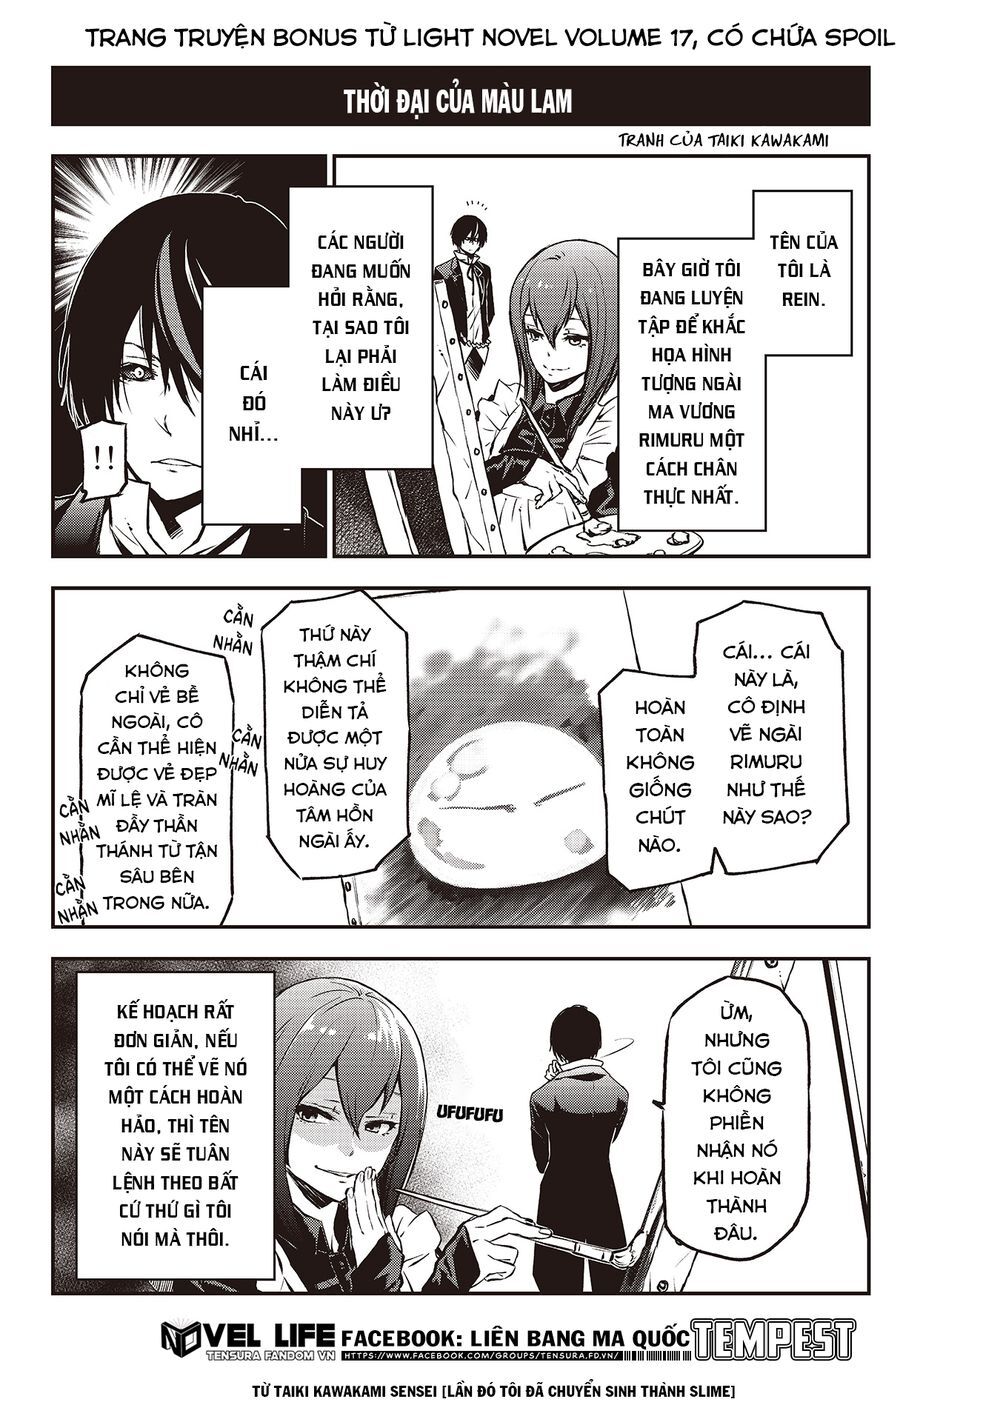 TRANG TRUYỆN BONUS TỪ LIGHT NOVEL VOLUME 17, CÓ CHỨA SPOIL
THỜI ĐẠI CỦA MÀU LAM
TRANH CỦA TAIKI KAWAKAMI
TÊN CỦA
TÔI LÀ
REIN.
BÂY GIỜ TÔI
ĐANG LUYỆN
TẬP ĐỂ KHẮC
HỌA HÌNH
TƯỢNG NGÀI
MA VƯƠNG
RIMURU MỘT
CÁCH CHÂN
THỰC NHẤT.
CÁC NGƯỜI
ĐANG MUỐN
HỎI RẰNG,
TẠI SAO TÔI
LẠI PHẢI
LÀM ĐIỀU
NÀY Ư?
CÁI
ĐÓ
NHỈ...
!!
CÁI... CÁI
NÀY LÀ,
CÔ ĐỊNH
VẼ NGÀI
RIMURU
NHƯ THẾ
NÀY SAO?
HOÀN
TOÀN
KHÔNG
GIỐNG
CHÚT
NÀO.
THỨ NÀY
THẬM CHÍ
KHÔNG THỂ
DIỄN TẢ
ĐƯỢC MỘT
NỬA SỰ HUY
HOÀNG CỦA
TÂM HỒN
NGÀI ẤY.
CẰN
NHẰN
CẰN
NHẰN
KHÔNG
CHỈ VẺ BỀ
NGOÀI, CÔ
CẦN THỂ HIỆN
ĐƯỢC VẺ ĐẸP
MĨ LỆ VÀ TRÀN
ĐẦY THẦN
THÁNH TỪ TẬN
SÂU BÊN
TRONG NỮA.
CẰN
NHẰN
CẰN
NHẰN
ỪM,
NHƯNG
TÔI CŨNG
KHÔNG
PHIỀN
NHẬN NÓ
KHI HOÀN
THÀNH
ĐÂU.
UFUFUFU
KẾ HOẠCH RẤT
ĐƠN GIẢN, NẾU
TÔI CÓ THỂ VẼ NÓ
MỘT CÁCH HOÀN
HẢO, THÌ TÊN
NÀY SẼ TUÂN
LỆNH THEO BẤT
CỨ THỨ GÌ TÔI
NÓI MÀ THÔI.
NOVEL LIFE
TENSURA FANDOM VN
FACEBOOK: LIÊN BANG MA QUỐC TEMPEST
HTTPS://WWW.FACEBOOK.COM/GROUPS/TENSURA.FD.VN/
TỪ TAIKI KAWAKAMI SENSEI [LẦN ĐÓ TÔI ĐÃ CHUYỂN SINH THÀNH SLIME]